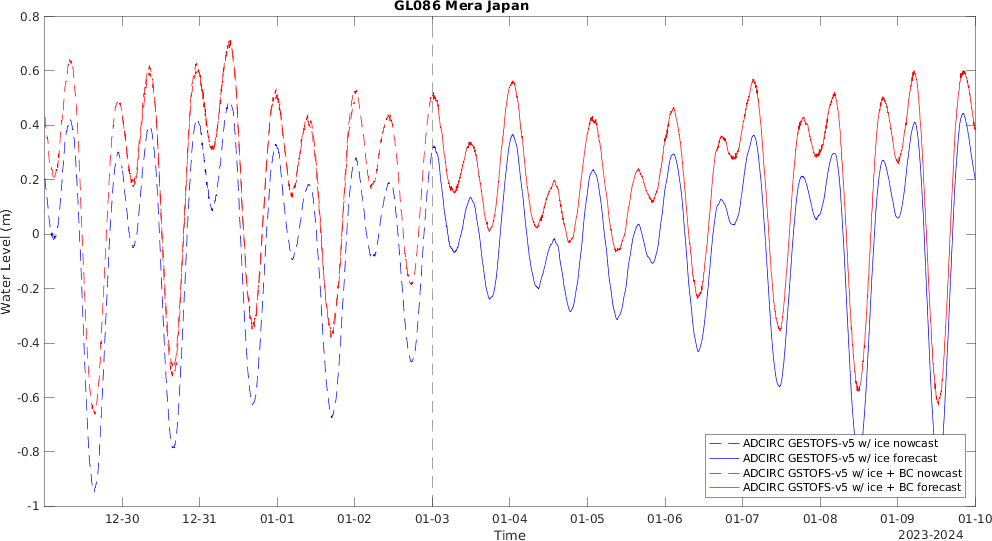 GL086 Mera Japan
0.8
0.6
0.4
0.2
0
-0.2
-0.4
-0.6
-0.8
-1
Water Level (m)
ADCIRC GESTOFS-v5 w/ ice nowcast
ADCIRC GESTOFS-v5 w/ ice forecast
ADCIRC GSTOFS-v5 w/ ice + BC nowcast
ADCIRC GSTOFS-v5 w/ ice + BC forecast
12-30 12-31 01-01 01-02 01-03 01-04 01-05 01-06 01-07 01-08 01-09 01-10
Time
2023-2024